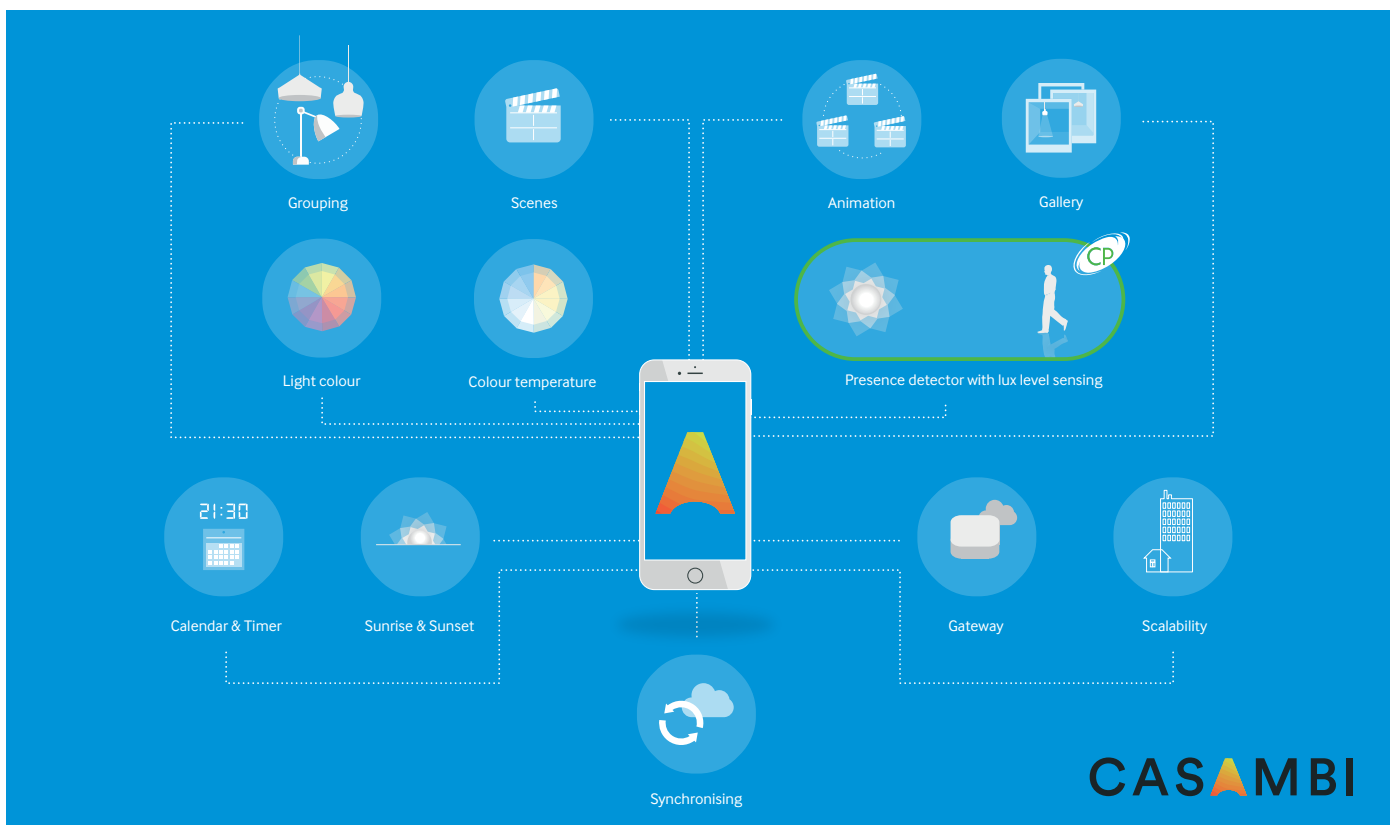 Grouping
Scenes
Animation
Gallery
CP
Light colour
Colour temperature
Presence detector with lux level sensing
21:30
Calendar & Timer
Sunrise & Sunset
Gateway
Scalability
Synchronising
CASAMBI